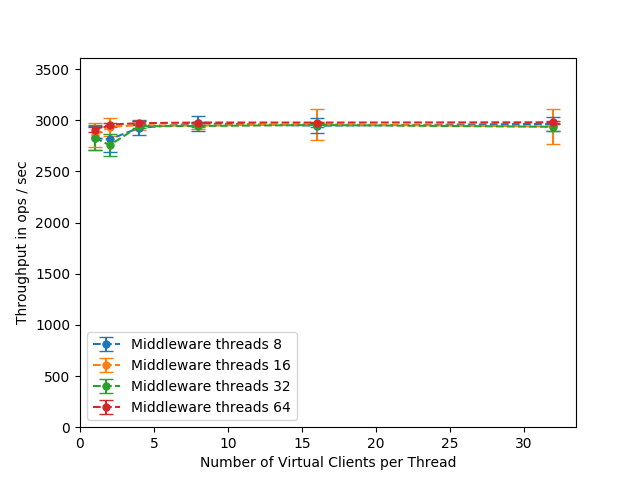 3500
3000
2500
2000
1500
1000
500
0
Throughput in ops / sec
Middleware threads 8
Middleware threads 16
Middleware threads 32
Middleware threads 64
0 5 10 15 20 25 30
Number of Virtual Clients per Thread